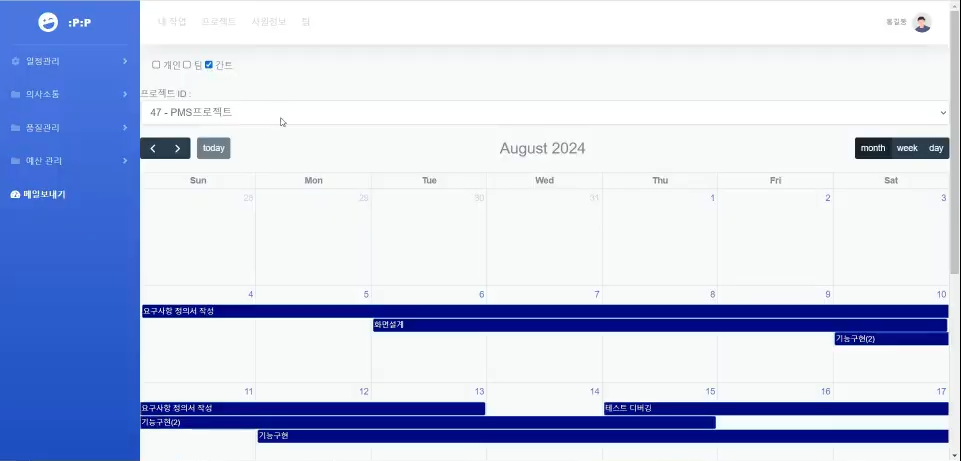 :P:P
내 작업 프로젝트 사원정보 팀
홍길동
일정관리
의사소통
품질관리
예산 관리
메일보내기
개인 팀 간트
프로젝트 ID :
47 - PMS프로젝트
today
August 2024
month week day
Sun Mon Tue Wed Thu Fri Sat
28 29 30 31 1 2 3
4 5 6 7 8 9 10
요구사항 정의서 작성
화면설계
기능구현(2)
11 12 13 14 15 16 17
요구사항 정의서 작성 테스트 디버깅
기능구현(2)
기능구현